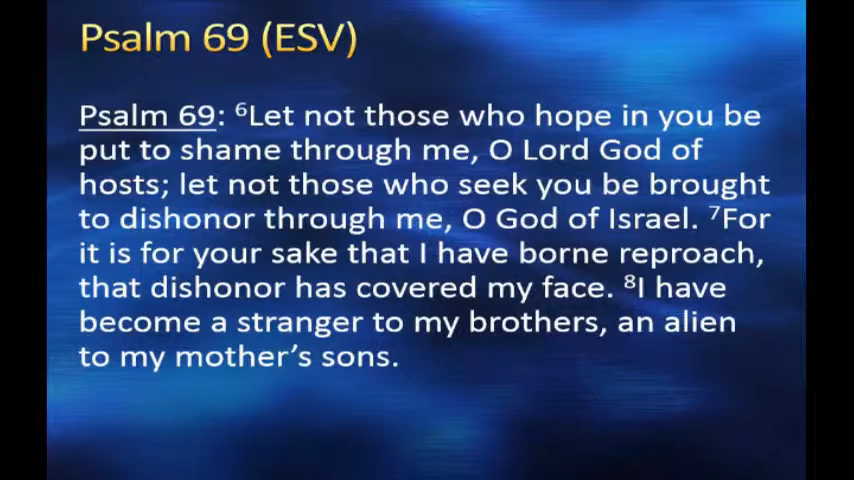 Psalm 69 (ESV)
Psalm 69: ⁶Let not those who hope in you be
put to shame through me, O Lord God of
hosts; let not those who seek you be brought
to dishonor through me, O God of Israel. ⁷For
it is for your sake that I have borne reproach,
that dishonor has covered my face. ⁸I have
become a stranger to my brothers, an alien
to my mother’s sons.